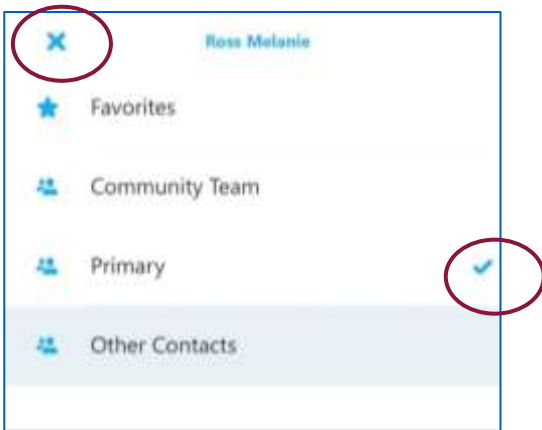 Ross Melanie
Favorites
Community Team
Primary
Other Contacts